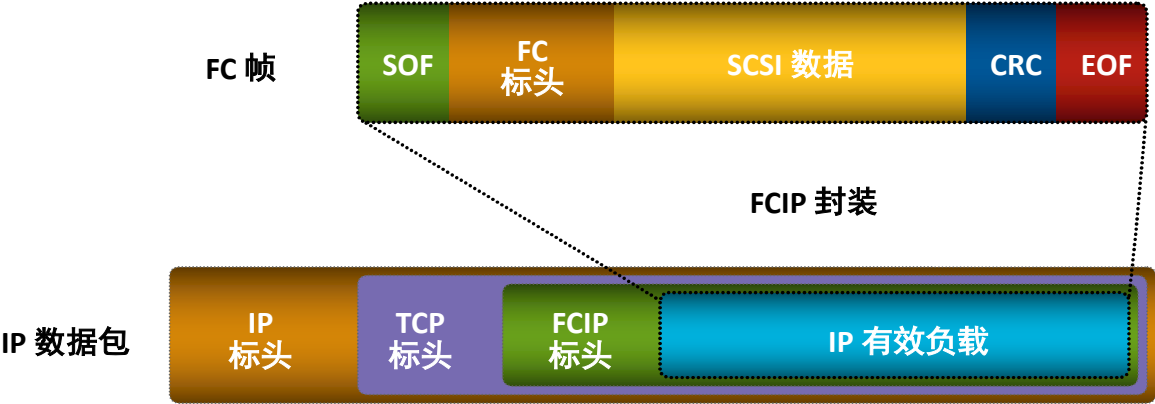 FC 帧
SOF
FC
标头
SCSI 数据
CRC
EOF
FCIP 封装
IP 数据包
IP
标头
TCP
标头
FCIP
标头
IP 有效负载